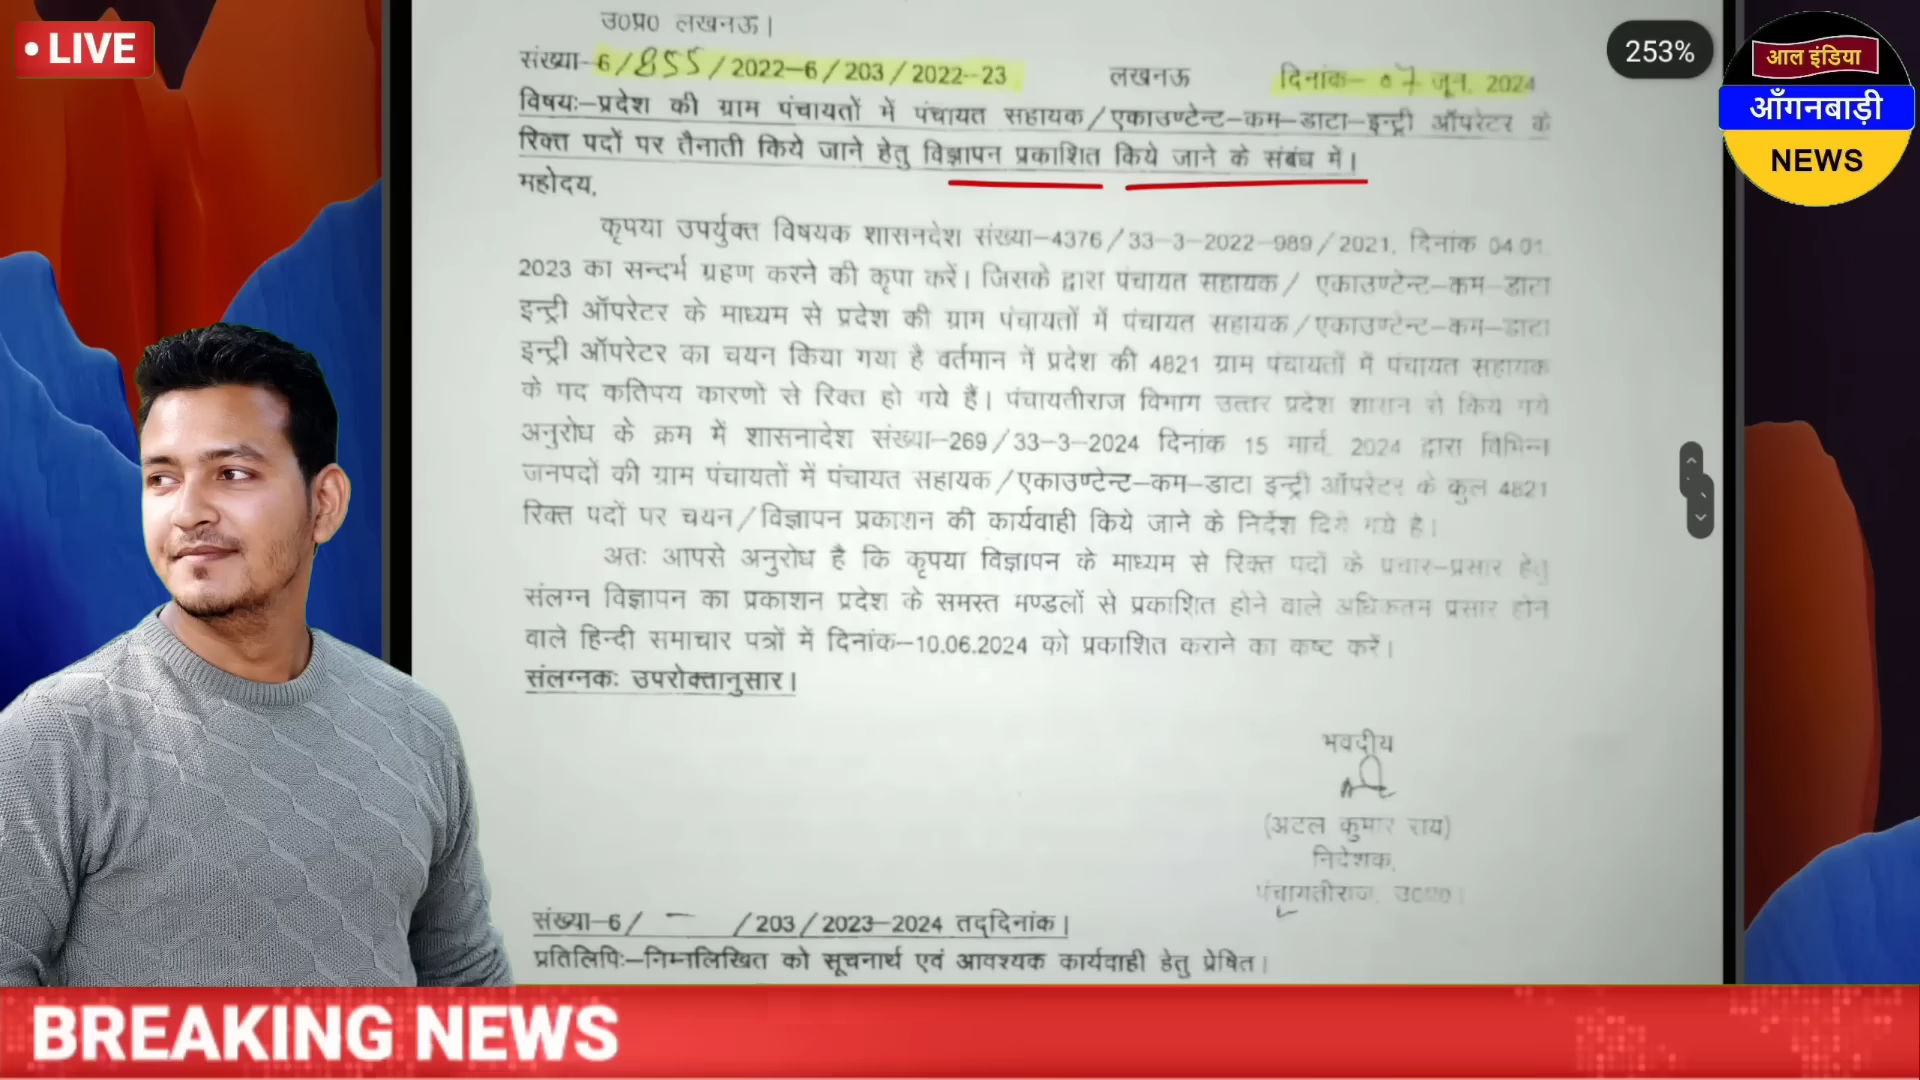 • LIVE
253%
आल इंडिया
आँगनबाड़ी
NEWS
उ0प्र0 लखनऊ।
संख्या-6/855/2022-6/203/2022-23 लखनऊ दिनांक- 07 जून, 2024
विषयः-प्रदेश की ग्राम पंचायतों में पंचायत सहायक/एकाउण्टेन्ट-कम-डाटा-इन्ट्री ऑपरेटर के
रिक्त पदों पर तैनाती किये जाने हेतु विज्ञापन प्रकाशित किये जाने के संबंध में।
महोदय,
कृपया उपर्युक्त विषयक शासनदेश संख्या-4376/33-3-2022-989/2021, दिनांक 04.01.
2023 का सन्दर्भ ग्रहण करने की कृपा करें। जिसके द्वारा पंचायत सहायक/ एकाउण्टेन्ट-कम-डाटा
इन्ट्री ऑपरेटर के माध्यम से प्रदेश की ग्राम पंचायतों में पंचायत सहायक/एकाउण्टेन्ट-कम-डाटा
इन्ट्री ऑपरेटर का चयन किया गया है वर्तमान में प्रदेश की 4821 ग्राम पंचायतों में पंचायत सहायक
के पद कतिपय कारणों से रिक्त हो गये हैं। पंचायतीराज विभाग उत्तर प्रदेश शासन से किये गये
अनुरोध के क्रम में शासनादेश संख्या-269/33-3-2024 दिनांक 15 मार्च, 2024 द्वारा विभिन्न
जनपदों की ग्राम पंचायतों में पंचायत सहायक/एकाउण्टेन्ट-कम-डाटा इन्ट्री ऑपरेटर के कुल 4821
रिक्त पदों पर चयन/विज्ञापन प्रकाशन की कार्यवाही किये जाने के निर्देश दिये गये है।
अतः आपसे अनुरोध है कि कृपया विज्ञापन के माध्यम से रिक्त पदों के प्रचार-प्रसार हेतु
संलग्न विज्ञापन का प्रकाशन प्रदेश के समस्त मण्डलों से प्रकाशित होने वाले अधिकतम प्रसार होन
वाले हिन्दी समाचार पत्रों में दिनांक-10.06.2024 को प्रकाशित कराने का कष्ट करें।
संलग्नकः उपरोक्तानुसार।
भवदीय
(अटल कुमार राय)
निदेशक,
पंचायतीराज, उ0प्र0।
संख्या-6/ - /203/2023-2024 तद्दिनांक।
प्रतिलिपिः-निम्नलिखित को सूचनार्थ एवं आवश्यक कार्यवाही हेतु प्रेषित।
BREAKING NEWS